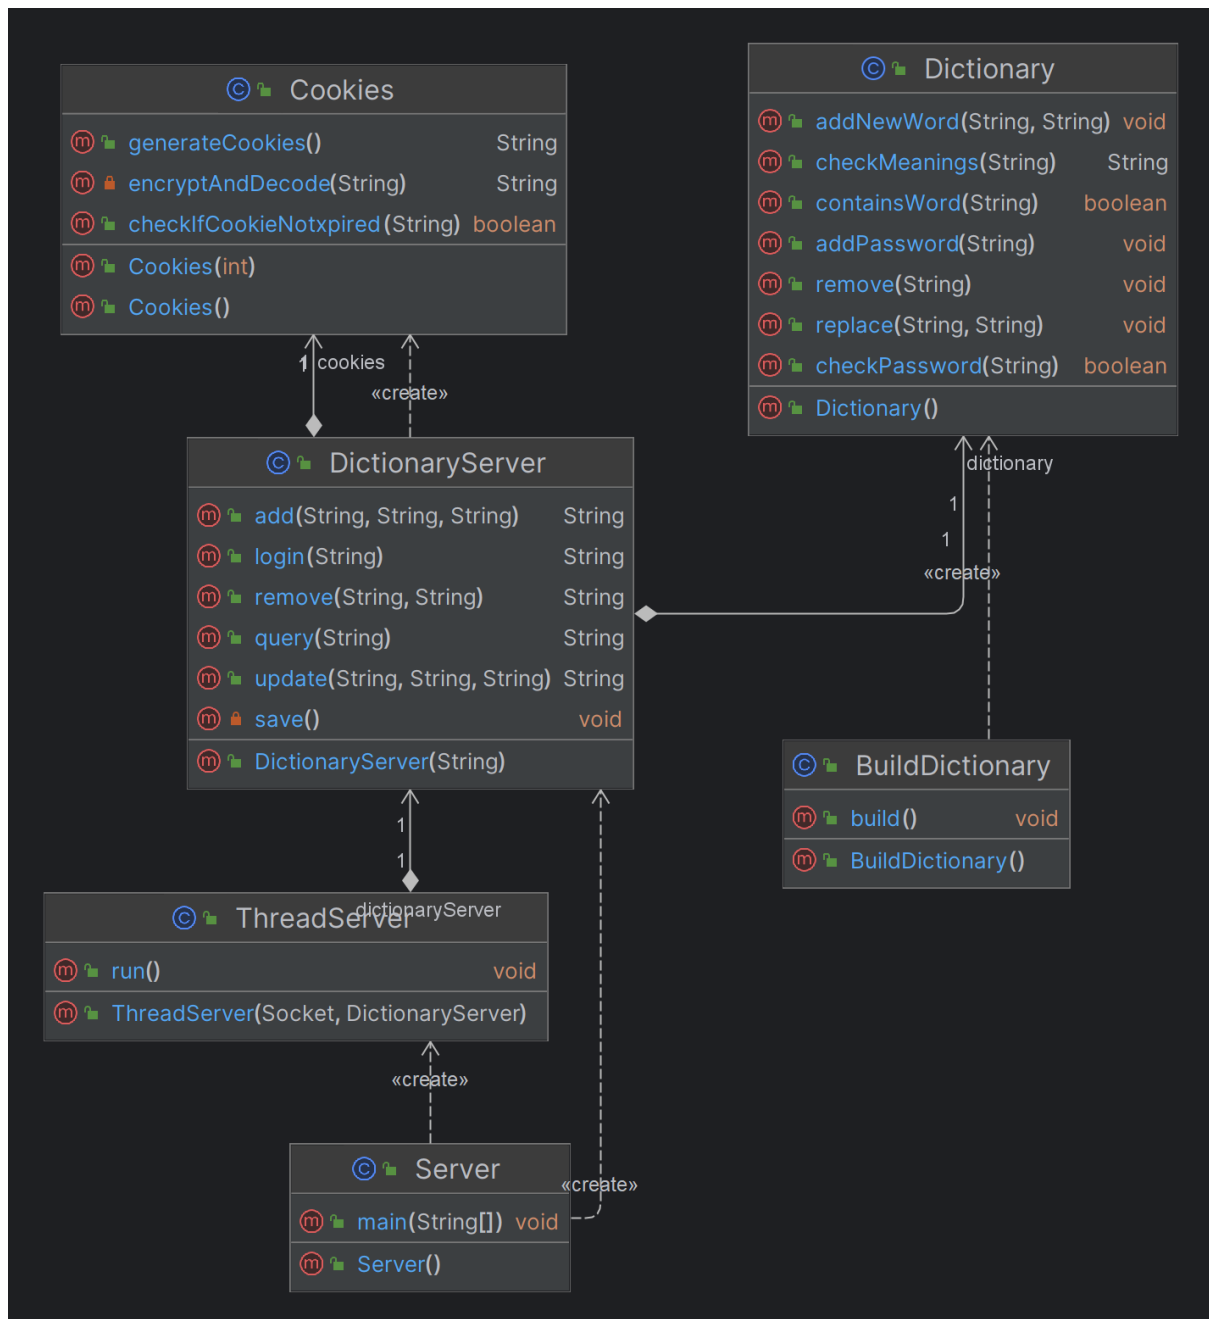 Cookies
generateCookies() String
encryptAndDecode(String) String
checkIfCookieNotxpired(String) boolean
Cookies(int)
Cookies()
Dictionary
addNewWord(String, String) void
checkMeanings(String) String
containsWord(String) boolean
addPassword(String) void
remove(String) void
replace(String, String) void
checkPassword(String) boolean
Dictionary()
1 cookies
1
«create»
DictionaryServer
add(String, String, String) String
login(String) String
remove(String, String) String
query(String) String
update(String, String, String) String
save() void
DictionaryServer(String)
dictionary
1
1
«create»
BuildDictionary
build() void
BuildDictionary()
1
1
dictionaryServer
ThreadServer
run() void
ThreadServer(Socket, DictionaryServer)
«create»
Server
main(String[]) void
Server()
«create»